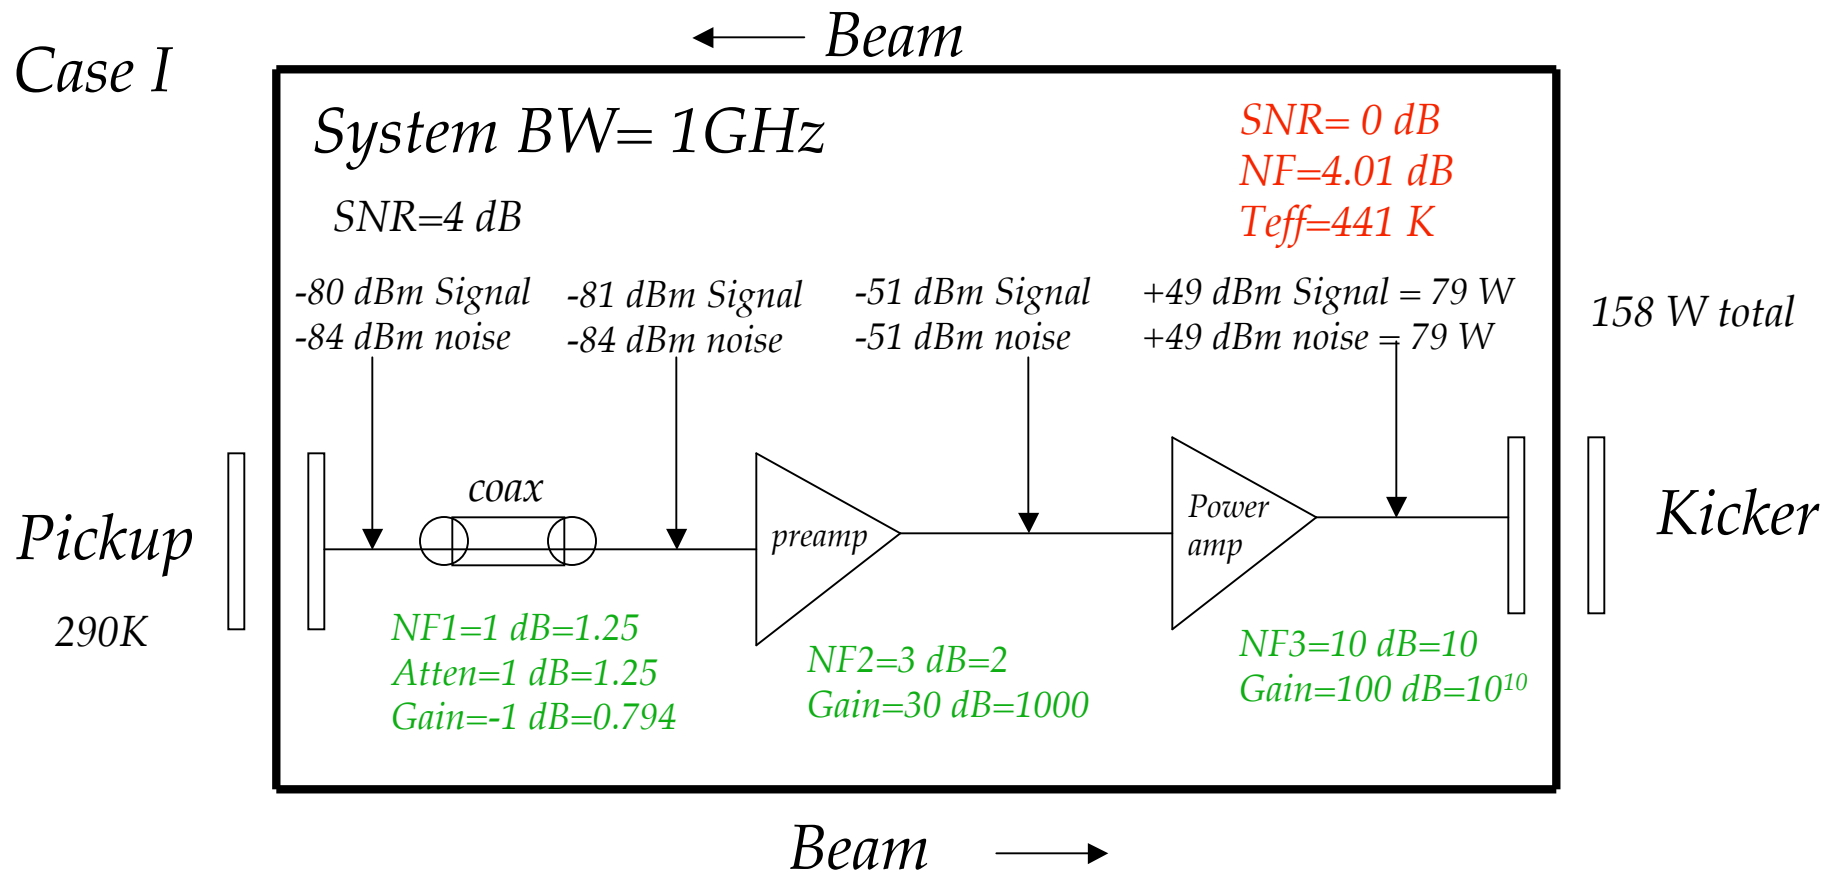 Case I
Beam
System BW= 1GHz
SNR=4 dB
SNR= 0 dB
NF=4.01 dB
Teff=441 K
-80 dBm Signal
-84 dBm noise
-81 dBm Signal
-84 dBm noise
-51 dBm Signal
-51 dBm noise
+49 dBm Signal = 79 W
+49 dBm noise = 79 W
158 W total
Pickup
290K
coax
preamp
Power
amp
Kicker
NF1=1 dB=1.25
Atten=1 dB=1.25
Gain=-1 dB=0.794
NF2=3 dB=2
Gain=30 dB=1000
NF3=10 dB=10
Gain=100 dB=10¹⁰
Beam